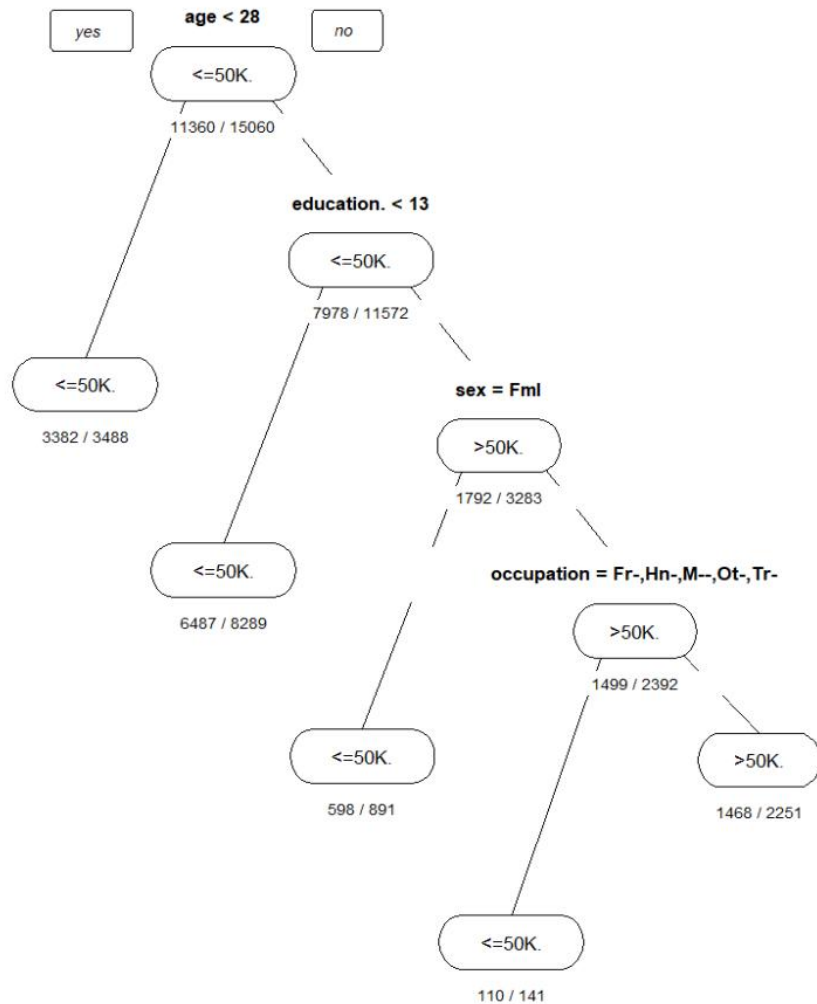 age < 28
yes
no
<=50K.
11360 / 15060
education. < 13
<=50K.
7978 / 11572
<=50K.
3382 / 3488
sex = Fml
>50K.
1792 / 3283
<=50K.
6487 / 8289
occupation = Fr-,Hn-,M--,Ot-,Tr-
>50K.
1499 / 2392
<=50K.
598 / 891
>50K.
1468 / 2251
<=50K.
110 / 141